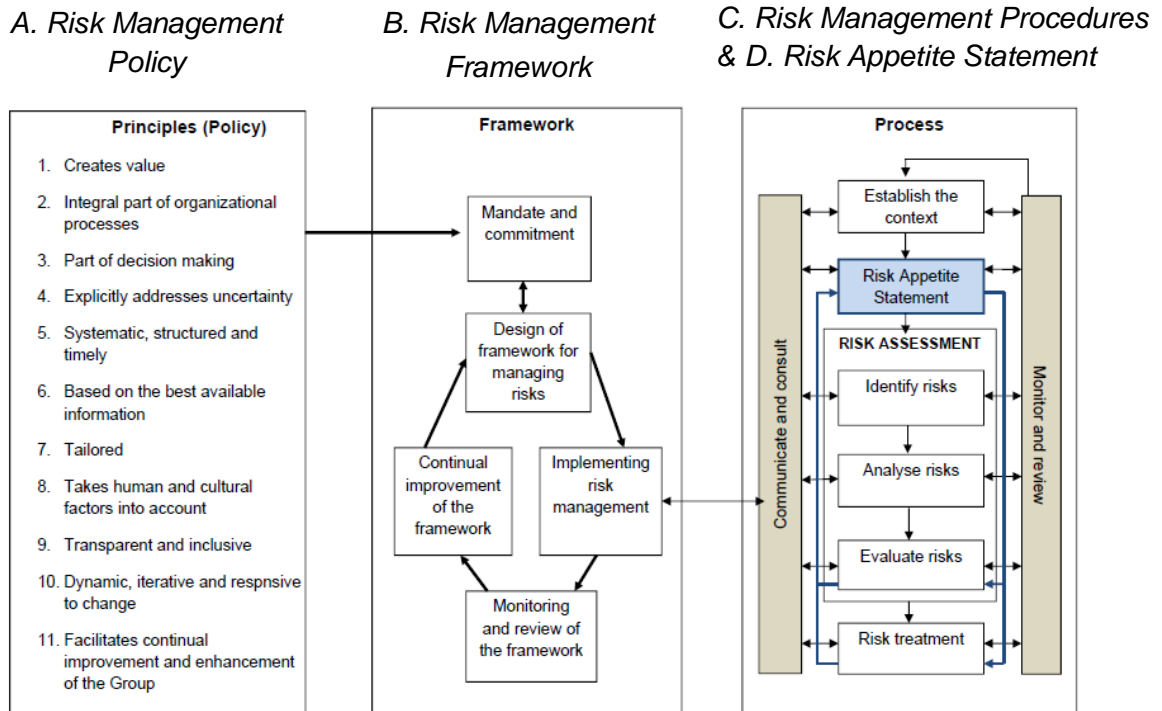 A. Risk Management
Policy
B. Risk Management
Framework
C. Risk Management Procedures
& D. Risk Appetite Statement
Principles (Policy)
1. Creates value
2. Integral part of organizational
processes
3. Part of decision making
4. Explicitly addresses uncertainty
5. Systematic, structured and
timely
6. Based on the best available
information
7. Tailored
8. Takes human and cultural
factors into account
9. Transparent and inclusive
10. Dynamic, iterative and respnsive
to change
11. Facilitates continual
improvement and enhancement
of the Group
Framework
Mandate and
commitment
Design of
framework for
managing
risks
Continual
improvement
of the
framework
Implementing
risk
management
Monitoring
and review of
the framework
Process
Communicate and consult
Establish the
context
Risk Appetite
Statement
RISK ASSESSMENT
Identify risks
Analyse risks
Evaluate risks
Risk treatment
Monitor and review